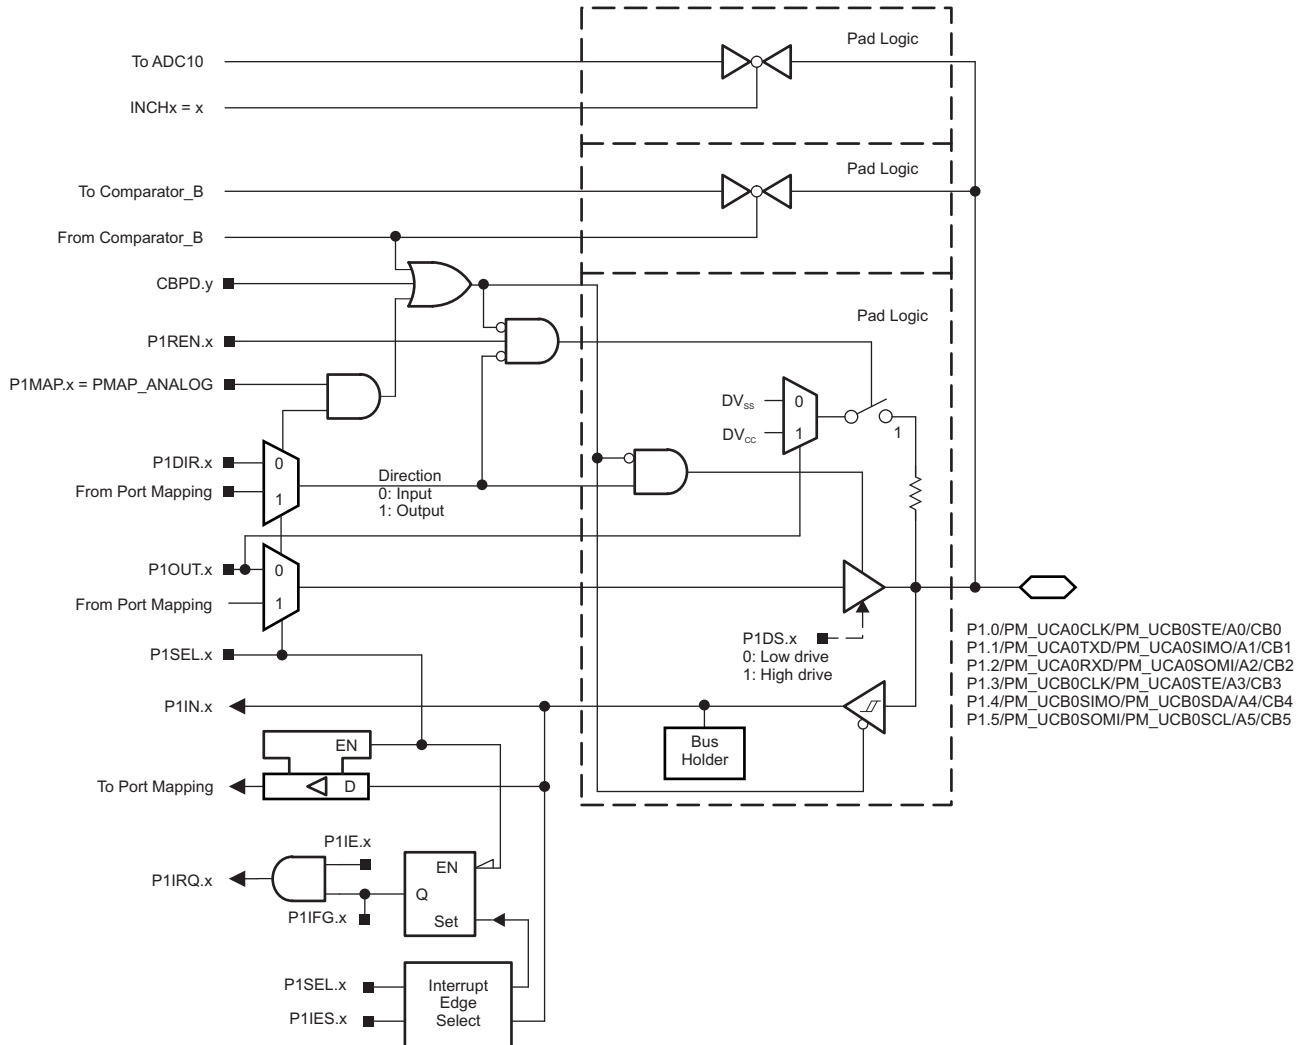 Pad Logic
To ADC10
INCHx = x
Pad Logic
To Comparator_B
From Comparator_B
CBPD.y
Pad Logic
P1REN.x
P1MAP.x = PMAP_ANALOG
DVSS
0
DVCC
1
1
P1DIR.x
0
From Port Mapping
1
Direction
0: Input
1: Output
P1OUT.x
0
From Port Mapping
1
P1DS.x
0: Low drive
1: High drive
P1SEL.x
P1.0/PM_UCA0CLK/PM_UCB0STE/A0/CB0
P1.1/PM_UCA0TXD/PM_UCA0SIMO/A1/CB1
P1.2/PM_UCA0RXD/PM_UCA0SOMI/A2/CB2
P1.3/PM_UCB0CLK/PM_UCA0STE/A3/CB3
P1.4/PM_UCB0SIMO/PM_UCB0SDA/A4/CB4
P1.5/PM_UCB0SOMI/PM_UCB0SCL/A5/CB5
P1IN.x
Bus
Holder
EN
To Port Mapping
D
P1IE.x
P1IRQ.x
EN
Q
P1IFG.x
Set
P1SEL.x
P1IES.x
Interrupt
Edge
Select